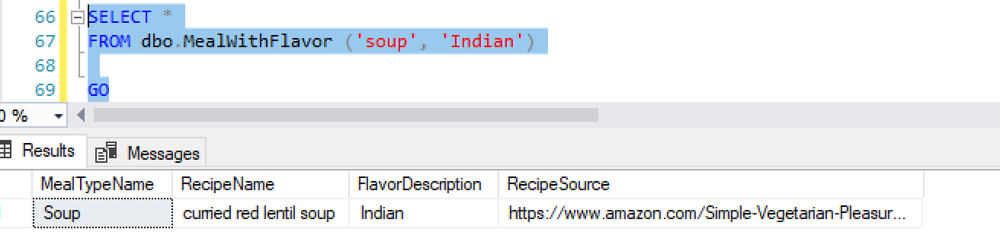 66 SELECT *
67 FROM dbo.MealWithFlavor ('soup', 'Indian')
68
69 GO
0 %
Results Messages
MealTypeName RecipeName FlavorDescription RecipeSource
Soup curried red lentil soup Indian https://www.amazon.com/Simple-Vegetarian-Pleasur...